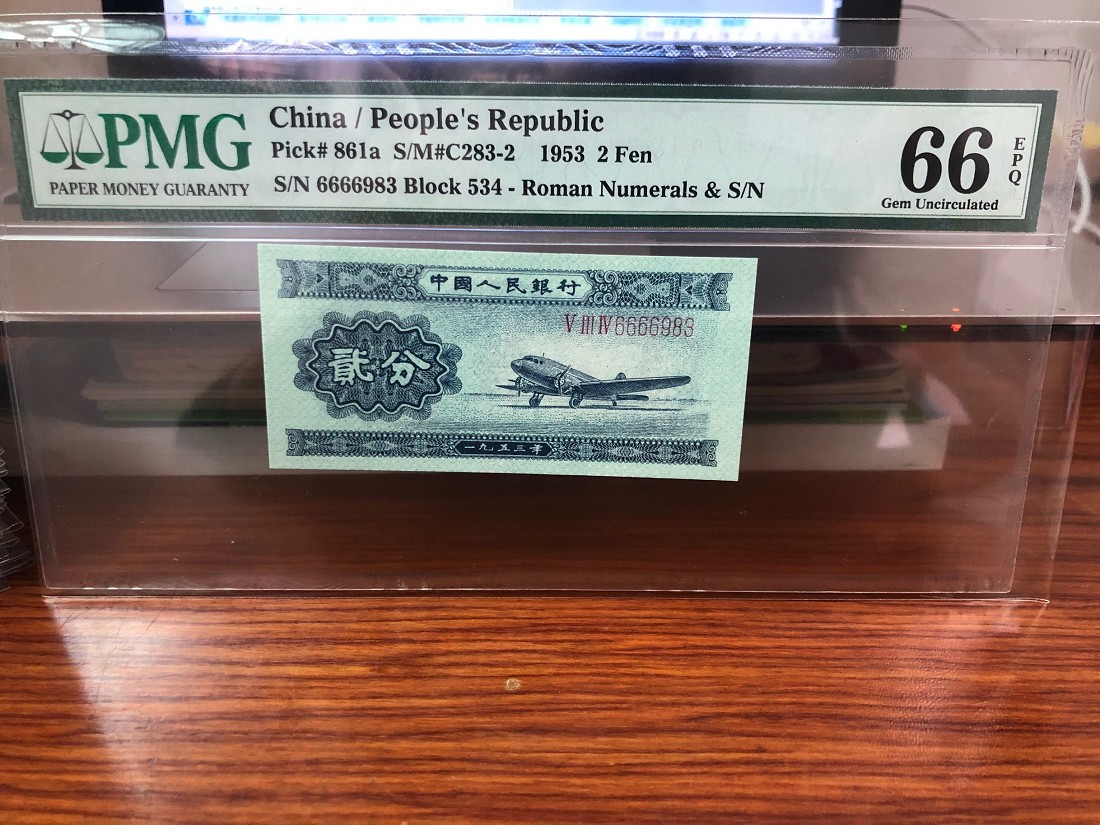 PMG
PAPER MONEY GUARANTY
China / People's Republic
Pick# 861a S/M#C283-2 1953 2 Fen
S/N 6666983 Block 534 - Roman Numerals & S/N
66
EPQ
Gem Uncirculated
中國人民銀行
V III IV 6666983
貳分
一九五三年